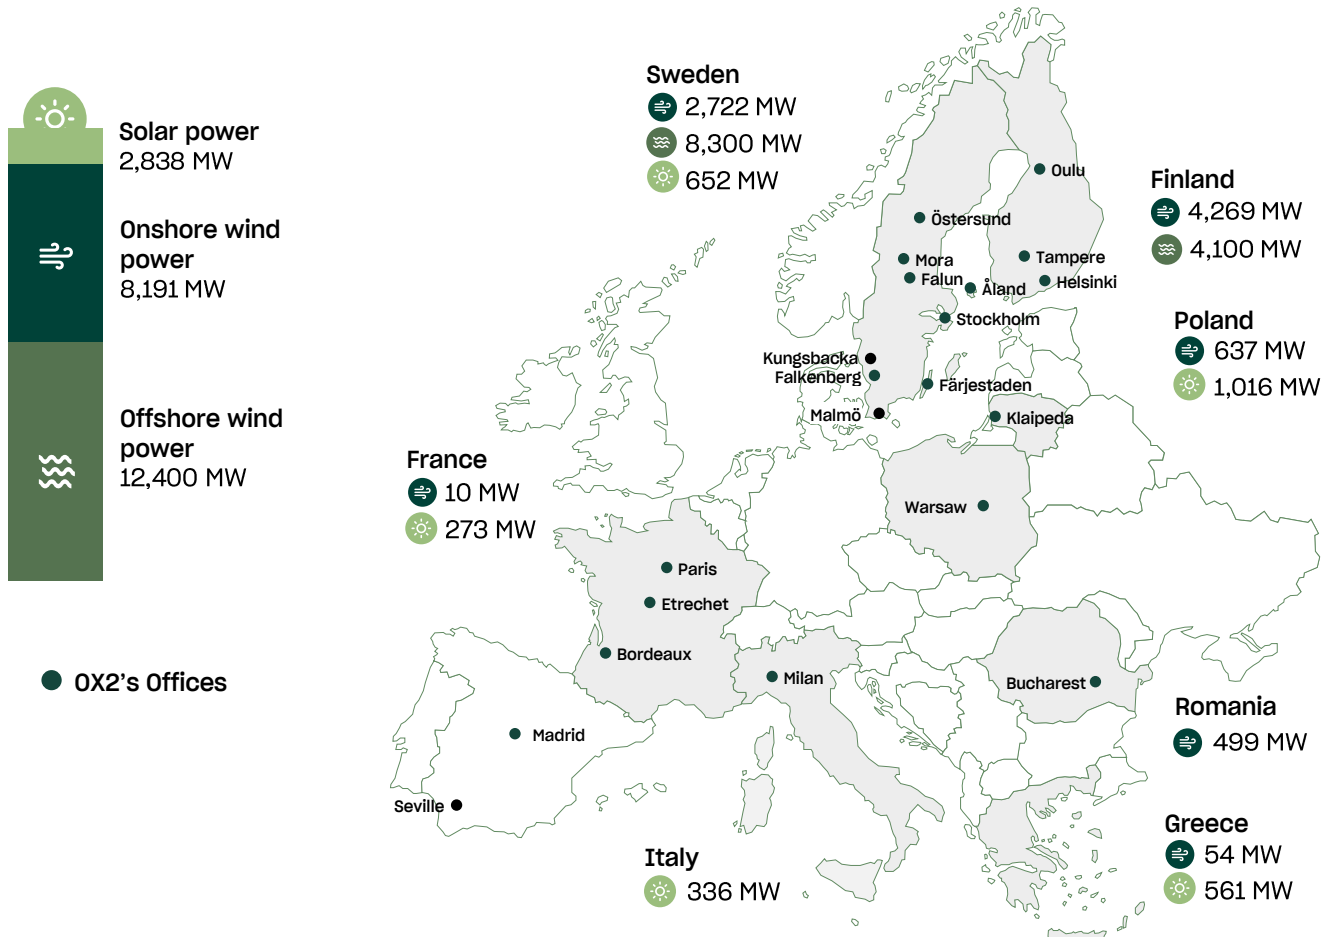 Solar power
2,838 MW
Onshore wind
power
8,191 MW
Offshore wind
power
12,400 MW
OX2's Offices
Sweden
2,722 MW
8,300 MW
652 MW
Finland
4,269 MW
4,100 MW
Poland
637 MW
1,016 MW
France
10 MW
273 MW
Romania
499 MW
Greece
54 MW
561 MW
Italy
336 MW
Oulu
Östersund
Mora
Tampere
Falun
Åland
Helsinki
Stockholm
Kungsbacka
Falkenberg
Färjestaden
Malmö
Klaipeda
Warsaw
Paris
Etrechet
Bordeaux
Milan
Bucharest
Madrid
Seville